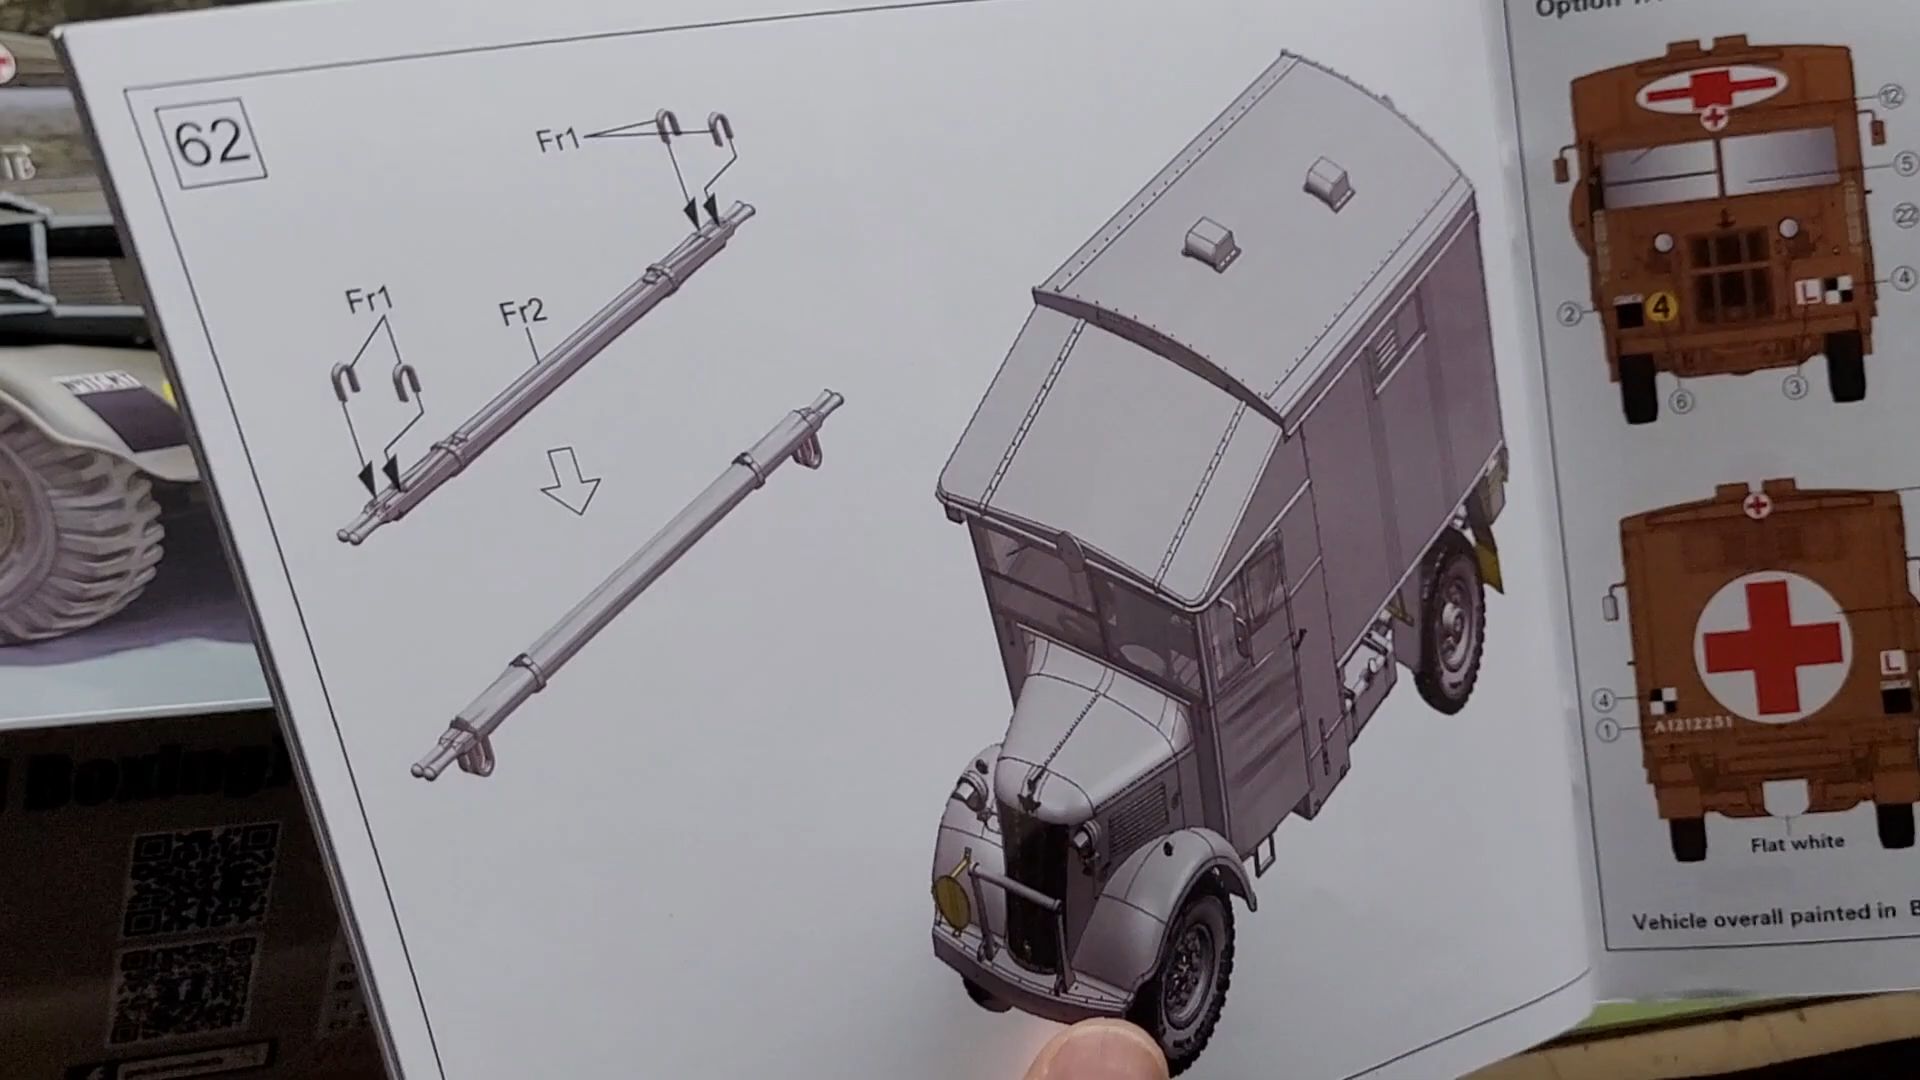 62
Fr1
Fr1
Fr2
Option
12
5
22
4
4
L
2
6
3
L
4
1
A1212251
Flat white
Vehicle overall painted in B
Boxing